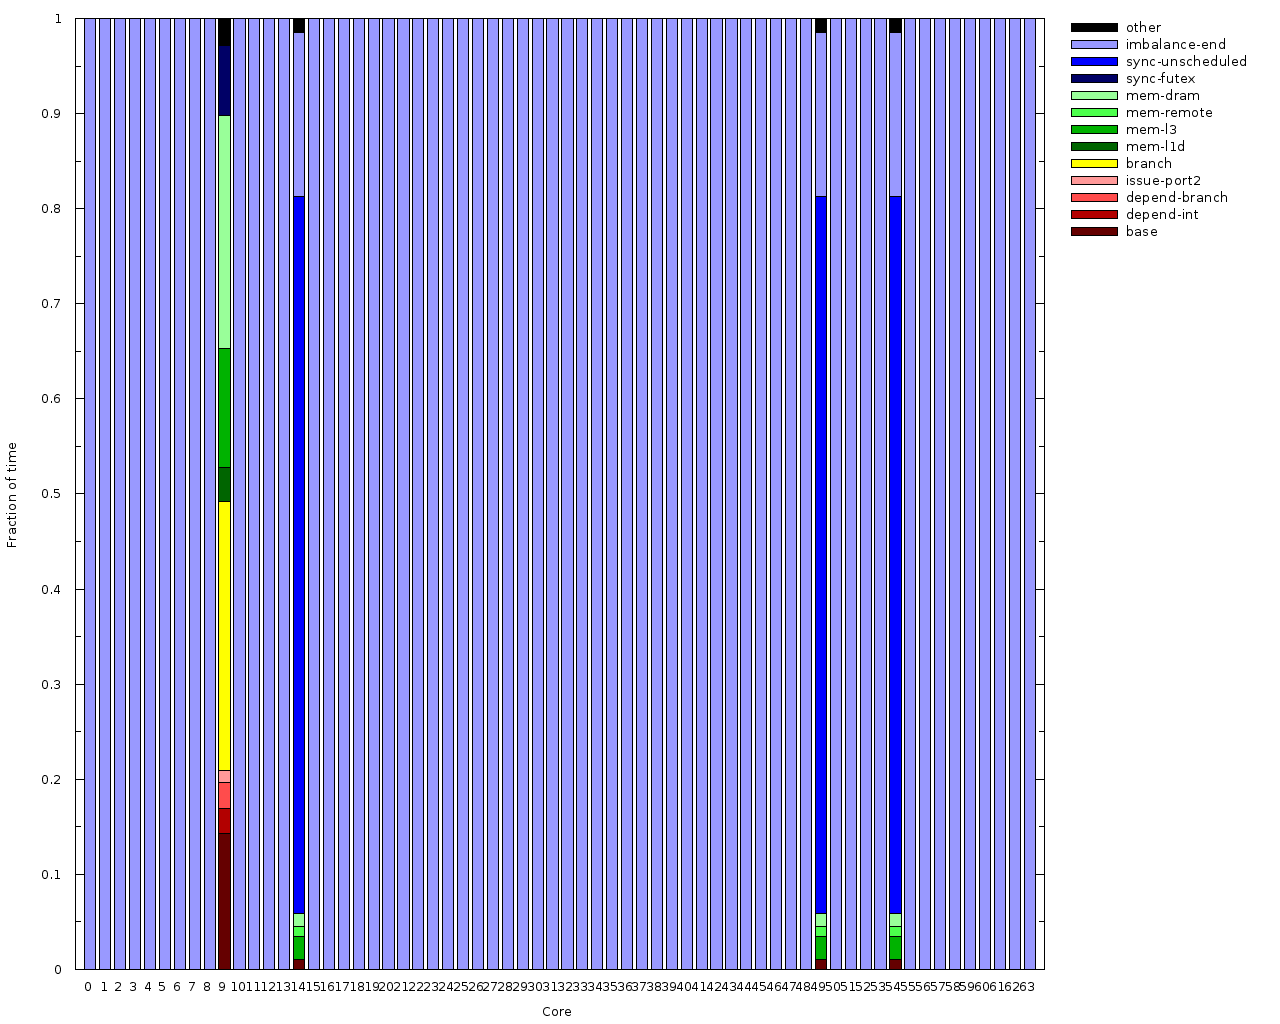 1
0.9
0.8
0.7
0.6
0.5
0.4
0.3
0.2
0.1
0
Fraction of time
0 1 2 3 4 5 6 7 8 9 10 11 12 13 14 15 16 17 18 19 20 21 22 23 24 25 26 27 28 29 30 31 32 33 34 35 36 37 38 39 40 41 42 43 44 45 46 47 48 49 50 51 52 53 54 55 56 57 58 59 60 61 62 63
Core
other
imbalance-end
sync-unscheduled
sync-futex
mem-dram
mem-remote
mem-l3
mem-l1d
branch
issue-port2
depend-branch
depend-int
base